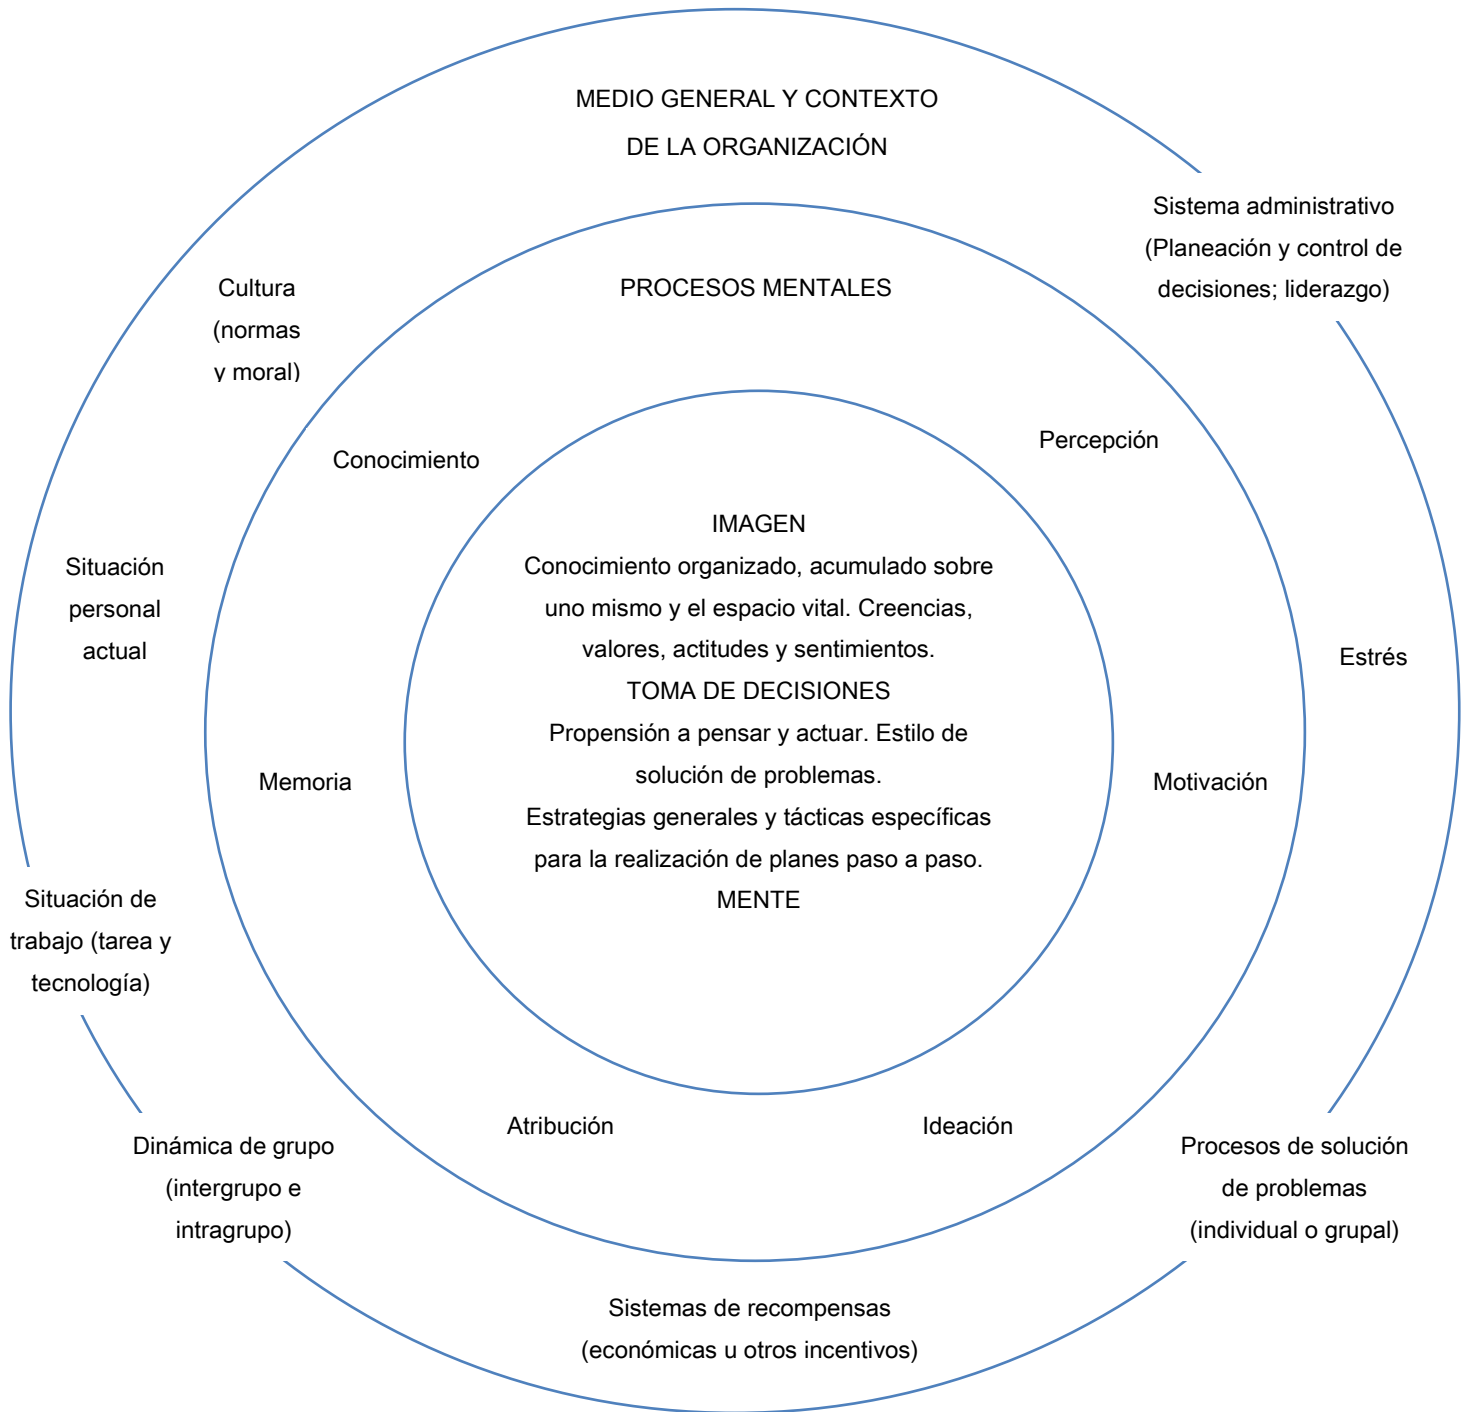 MEDIO GENERAL Y CONTEXTO
DE LA ORGANIZACIÓN
Sistema administrativo
(Planeación y control de
decisiones; liderazgo)
Cultura
(normas
y moral)
PROCESOS MENTALES
Percepción
Conocimiento
IMAGEN
Conocimiento organizado, acumulado sobre
uno mismo y el espacio vital. Creencias,
valores, actitudes y sentimientos.
TOMA DE DECISIONES
Propensión a pensar y actuar. Estilo de
solución de problemas.
Estrategias generales y tácticas específicas
para la realización de planes paso a paso.
MENTE
Situación
personal
actual
Estrés
Memoria
Motivación
Situación de
trabajo (tarea y
tecnología)
Atribución
Ideación
Dinámica de grupo
(intergrupo e
intragrupo)
Procesos de solución
de problemas
(individual o grupal)
Sistemas de recompensas
(económicas u otros incentivos)